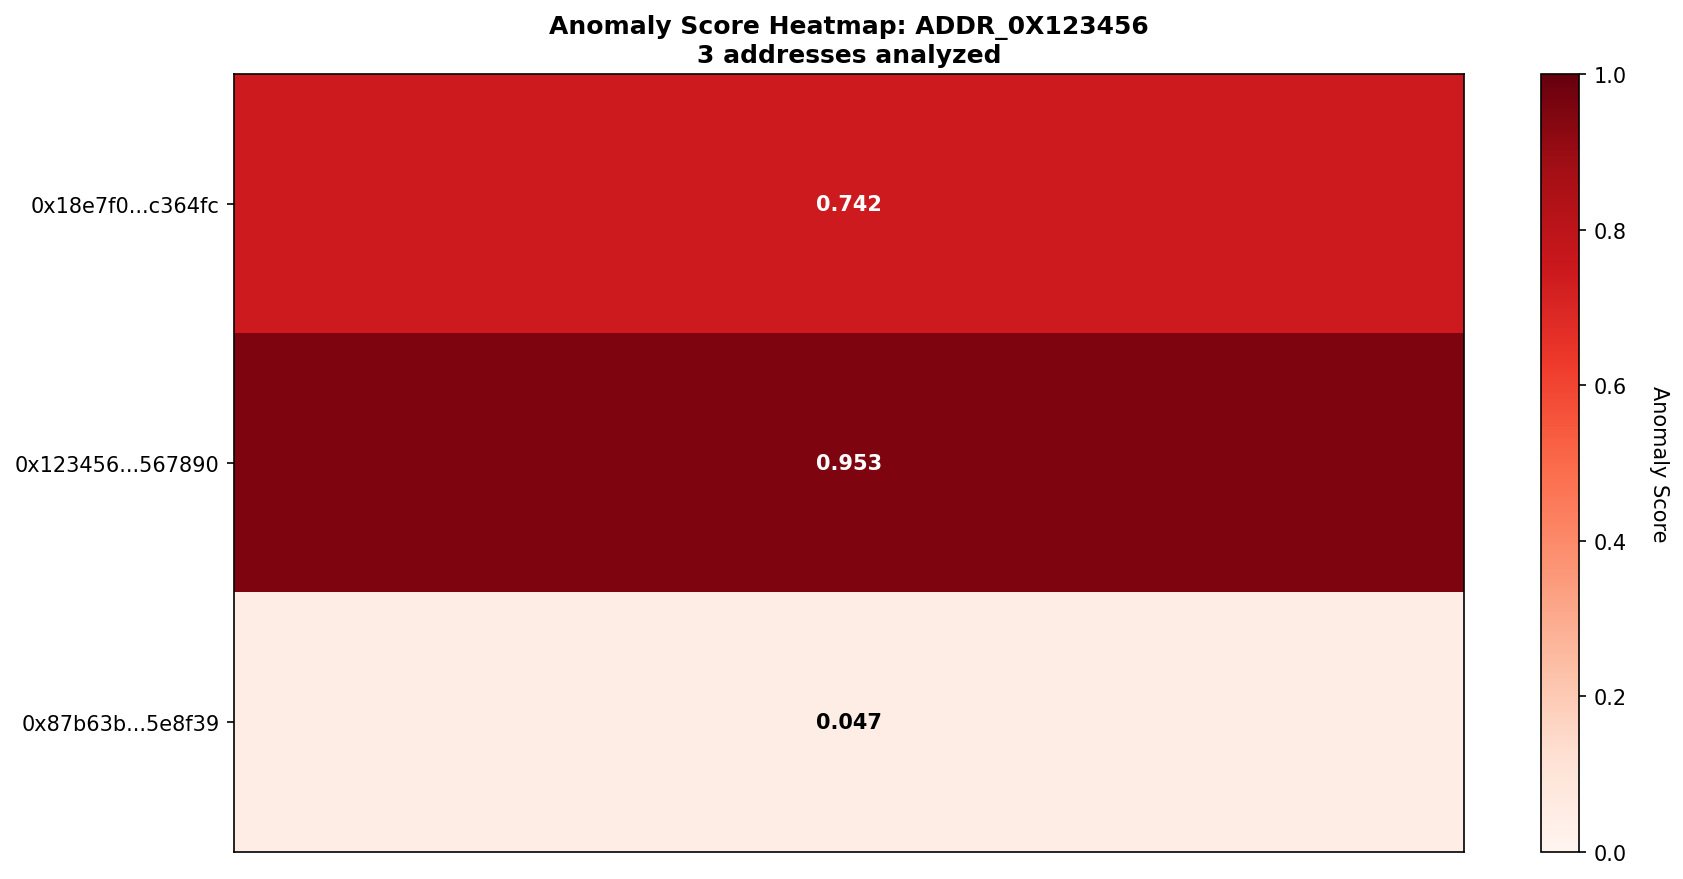 Anomaly Score Heatmap: ADDR_0X123456
3 addresses analyzed
0x18e7f0...c364fc
0.742
0x123456...567890
0.953
0x87b63b...5e8f39
0.047
1.0
0.8
0.6
0.4
0.2
0.0
Anomaly Score